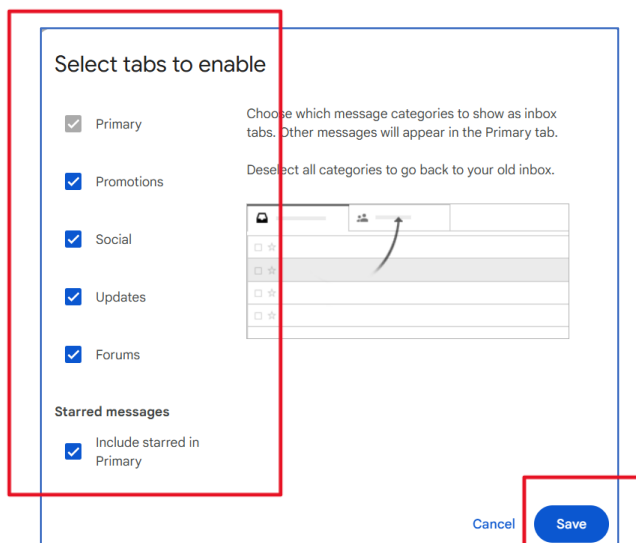 Select tabs to enable
Primary
Choose which message categories to show as inbox
tabs. Other messages will appear in the Primary tab.
Promotions
Deselect all categories to go back to your old inbox.
Social
Updates
Forums
Starred messages
Include starred in
Primary
Cancel
Save